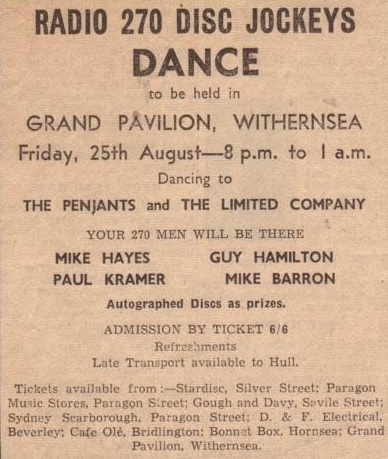 RADIO 270 DISC JOCKEYS
DANCE
to be held in
GRAND PAVILION, WITHERNSEA
Friday, 25th August—8 p.m. to 1 a.m.
Dancing to
THE PENJANTS and THE LIMITED COMPANY
YOUR 270 MEN WILL BE THERE
MIKE HAYES GUY HAMILTON
PAUL KRAMER MIKE BARRON
Autographed Discs as prizes.
ADMISSION BY TICKET 6/6
Refreshments
Late Transport available to Hull.
Tickets available from :—Stardisc, Silver Street; Paragon
Music Stores, Paragon Street; Gough and Davy, Savile Street;
Sydney Scarborough, Paragon Street; D. & F. Electrical,
Beverley; Cafe Olé, Bridlington; Bonnet Box, Hornsea; Grand
Pavilion, Withernsea.